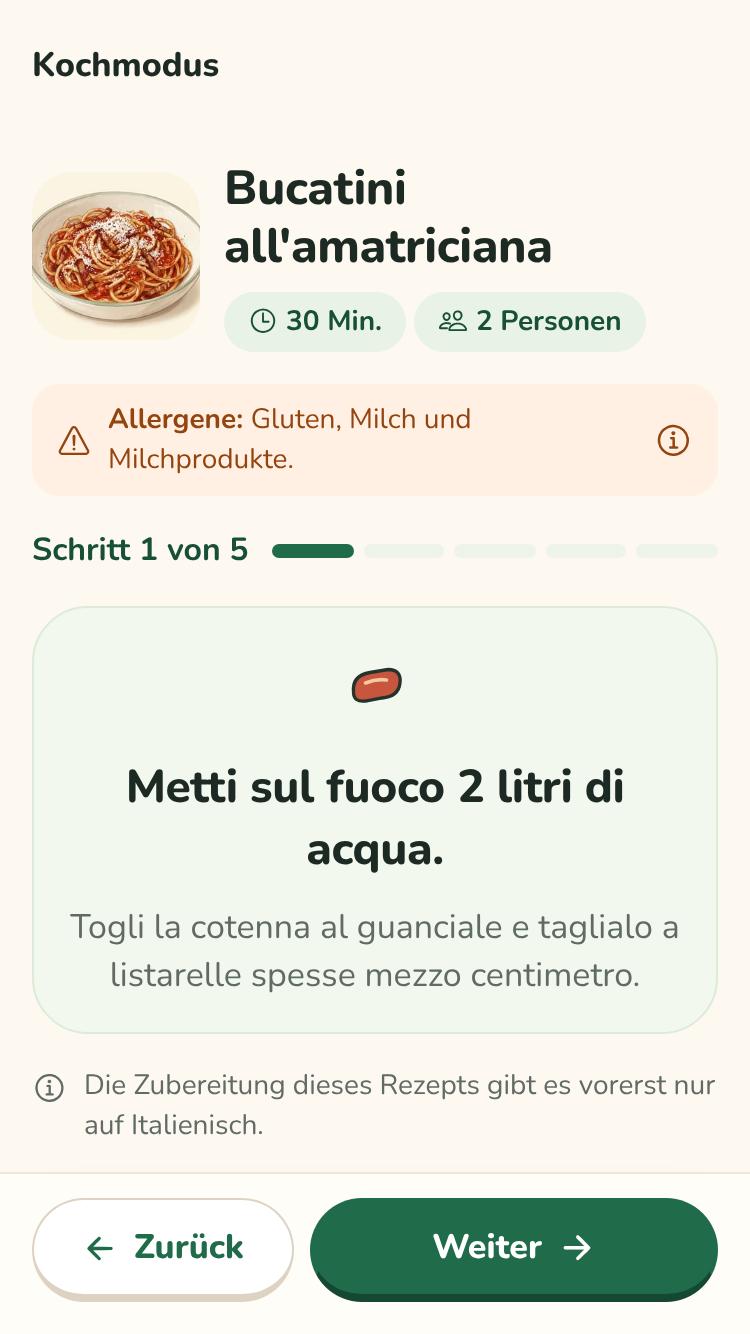 Kochmodus
Bucatini
all'amatriciana
30 Min.
2 Personen
Allergene: Gluten, Milch und
Milchprodukte.
Schritt 1 von 5
Metti sul fuoco 2 litri di
acqua.
Togli la cotenna al guanciale e taglialo a
listarelle spesse mezzo centimetro.
Die Zubereitung dieses Rezepts gibt es vorerst nur
auf Italienisch.
Zurück
Weiter